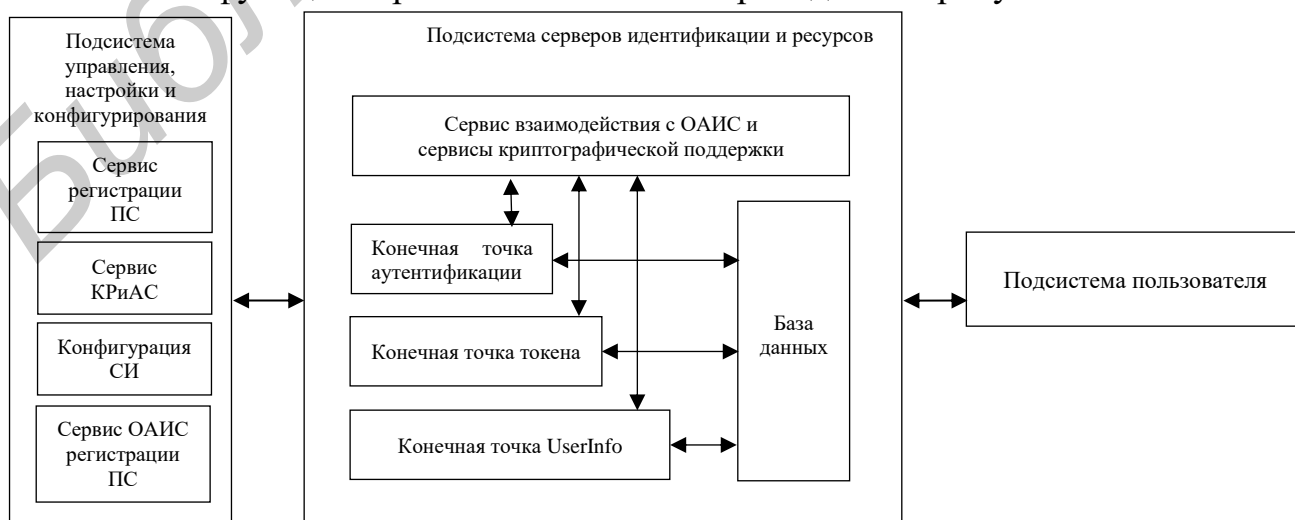 Подсистема
управления,
настройки и
конфигурирования
Сервис
регистрации
ПС
Сервис
КРиАС
Конфигурация
СИ
Сервис ОАИС
регистрации
ПС
Подсистема серверов идентификации и ресурсов
Сервис взаимодействия с ОАИС и
сервисы криптографической поддержки
Конечная точка
аутентификации
Конечная точка токена
Конечная точка UserInfo
База
данных
Подсистема пользователя